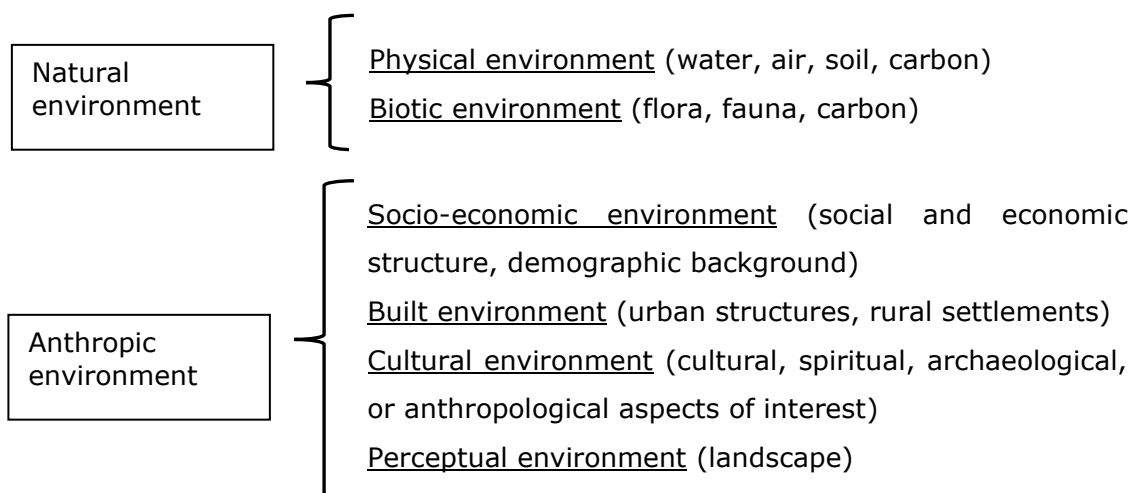 Natural
environment
Physical environment (water, air, soil, carbon)
Biotic environment (flora, fauna, carbon)
Anthropic
environment
Socio-economic environment (social and economic
structure, demographic background)
Built environment (urban structures, rural settlements)
Cultural environment (cultural, spiritual, archaeological,
or anthropological aspects of interest)
Perceptual environment (landscape)